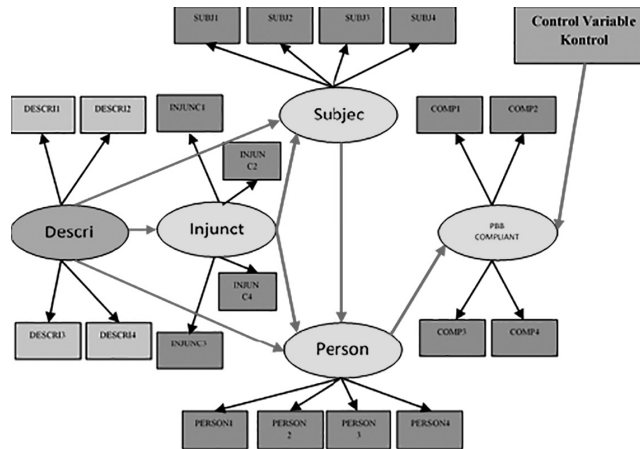 SUBJ1
SUBJ2
SUBJ3
SUBJ4
Control Variable
Kontrol
DESCRI1
DESCRI2
INJUNC1
Subjec
COMP1
COMP2
INJUN
C2
Descri
Injunct
PBB
COMPLIANT
INJUN
C4
DESCRI3
DESCRI4
INJUNC3
Person
COMP3
COMP4
PERSON1
PERSON
2
PERSON
3
PERSON4